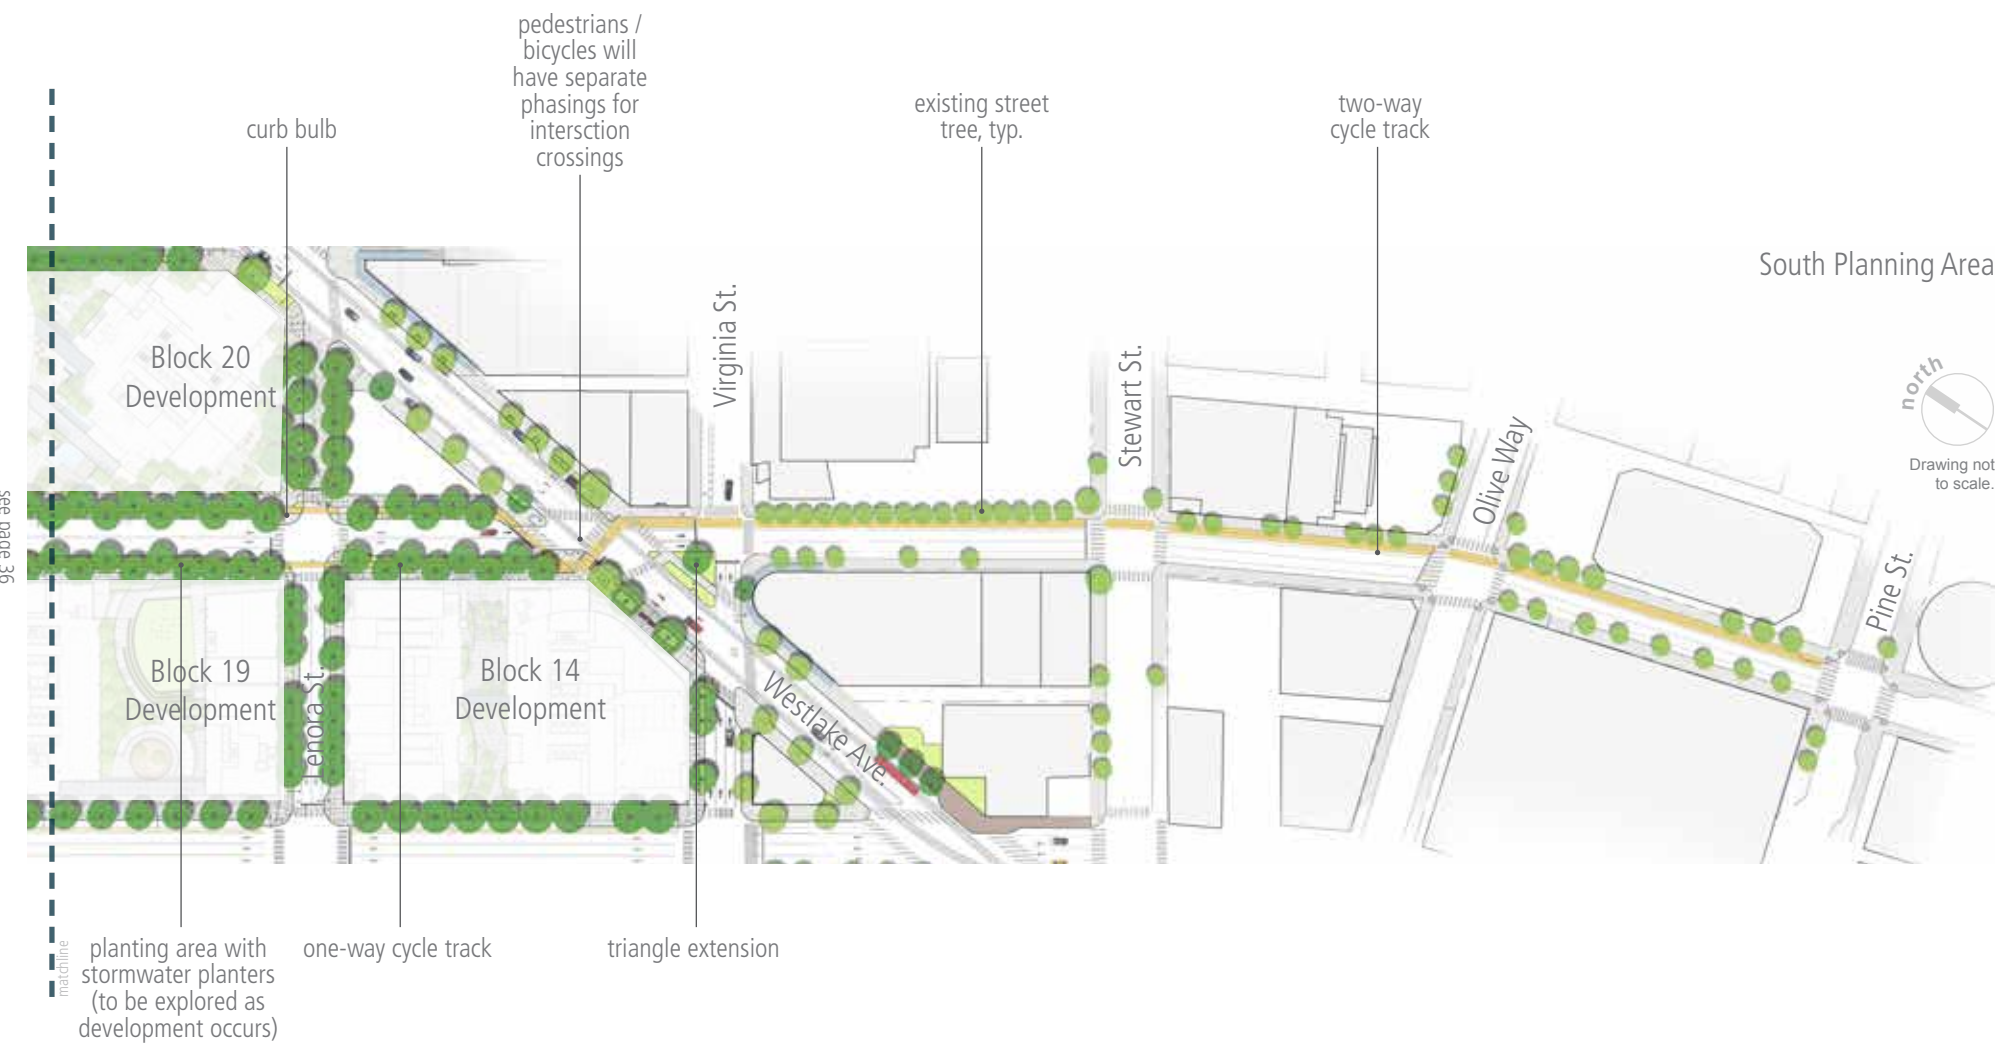 pedestrians /
bicycles will
have separate
phasings for
intersction
crossings
curb bulb
existing street
tree, typ.
two-way
cycle track
South Planning Area
north
Drawing not
to scale.
Block 20
Development
Virginia St.
Stewart St.
Olive Way
Pine St.
see page 36
Block 19
Development
Lenora St.
Block 14
Development
Westlake Ave.
matchline
planting area with
stormwater planters
(to be explored as
development occurs)
one-way cycle track
triangle extension